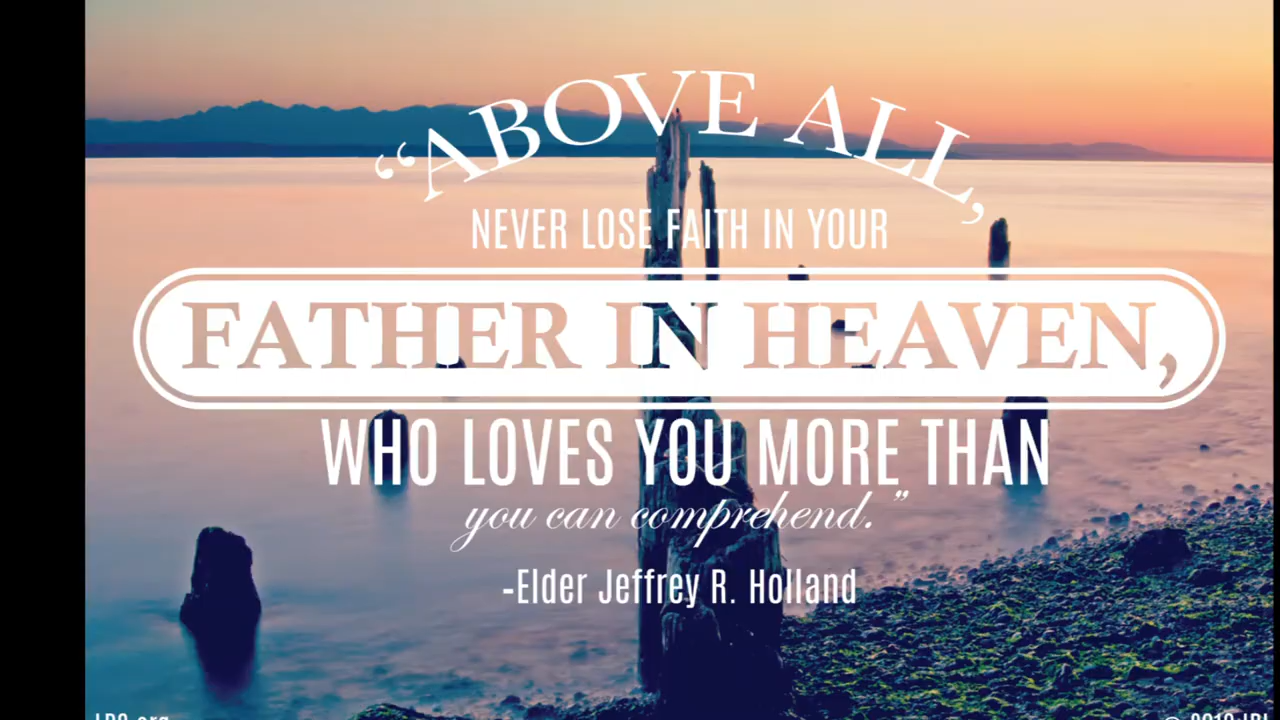 “ABOVE ALL,
NEVER LOSE FAITH IN YOUR
FATHER IN HEAVEN,
WHO LOVES YOU MORE THAN
you can comprehend.”
-Elder Jeffrey R. Holland